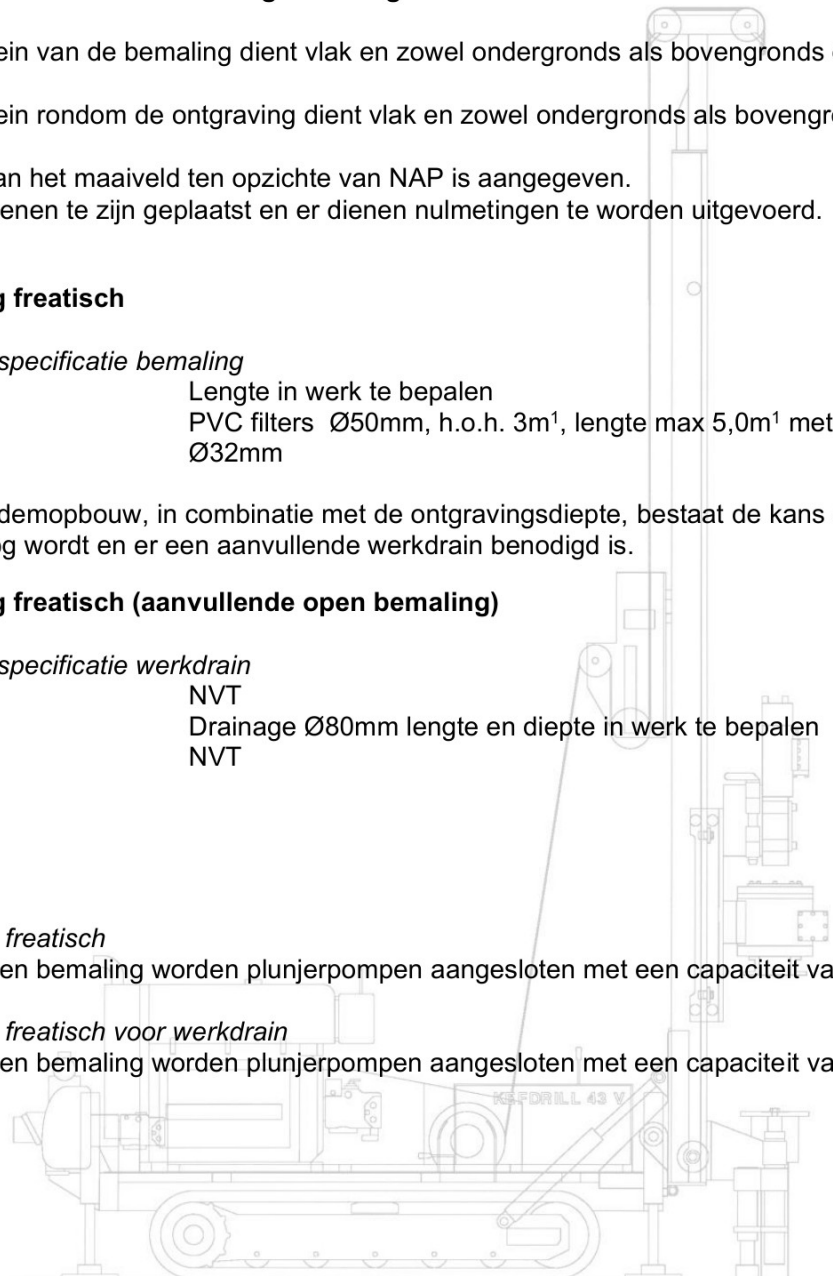 ein van de bemaling dient vlak en zowel ondergronds als bovengronds
ein rondom de ontgraving dient vlak en zowel ondergronds als bovengro
an het maaiveld ten opzichte van NAP is aangegeven.
enen te zijn geplaatst en er dienen nulmetingen te worden uitgevoerd.
g freatisch
specificatie bemaling
Lengte in werk te bepalen
PVC filters Ø50mm, h.o.h. 3m¹, lengte max 5,0m¹ met
Ø32mm
demopbouw, in combinatie met de ontgravingsdiepte, bestaat de kans
og wordt en er een aanvullende werkdrain benodigd is.
g freatisch (aanvullende open bemaling)
specificatie werkdrain
NVT
Drainage Ø80mm lengte en diepte in werk te bepalen
NVT
freatisch
en bemaling worden plunjerpompen aangesloten met een capaciteit va
freatisch voor werkdrain
en bemaling worden plunjerpompen aangesloten met een capaciteit va
DRILL 43 V